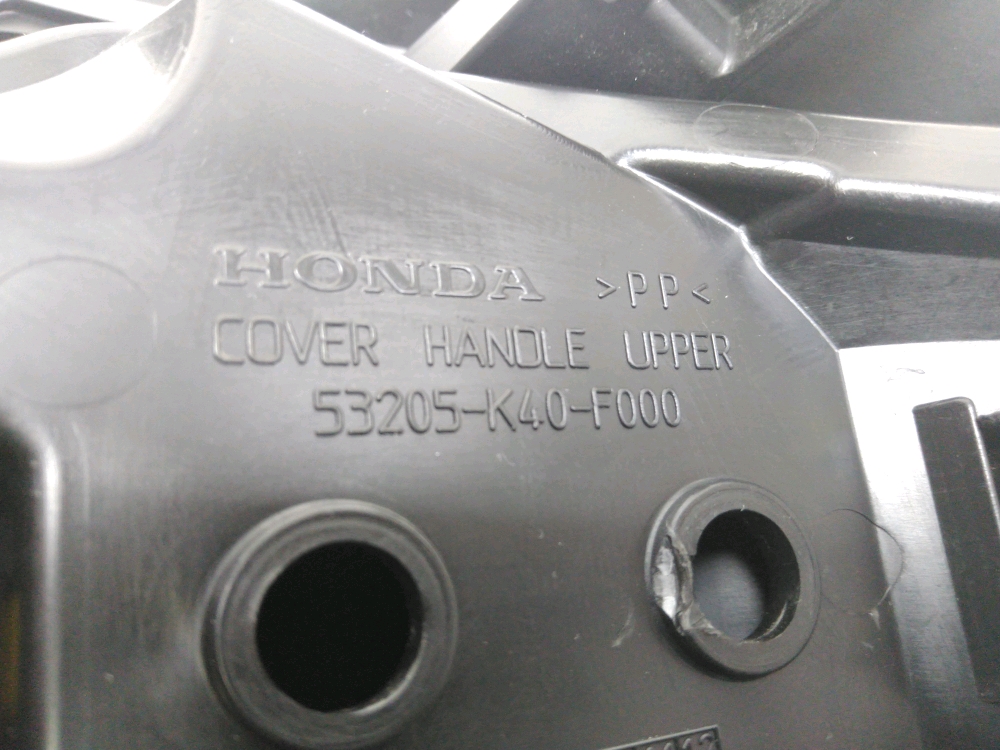 HONDA >PP<
COVER HANDLE UPPER
53205-K40-F000